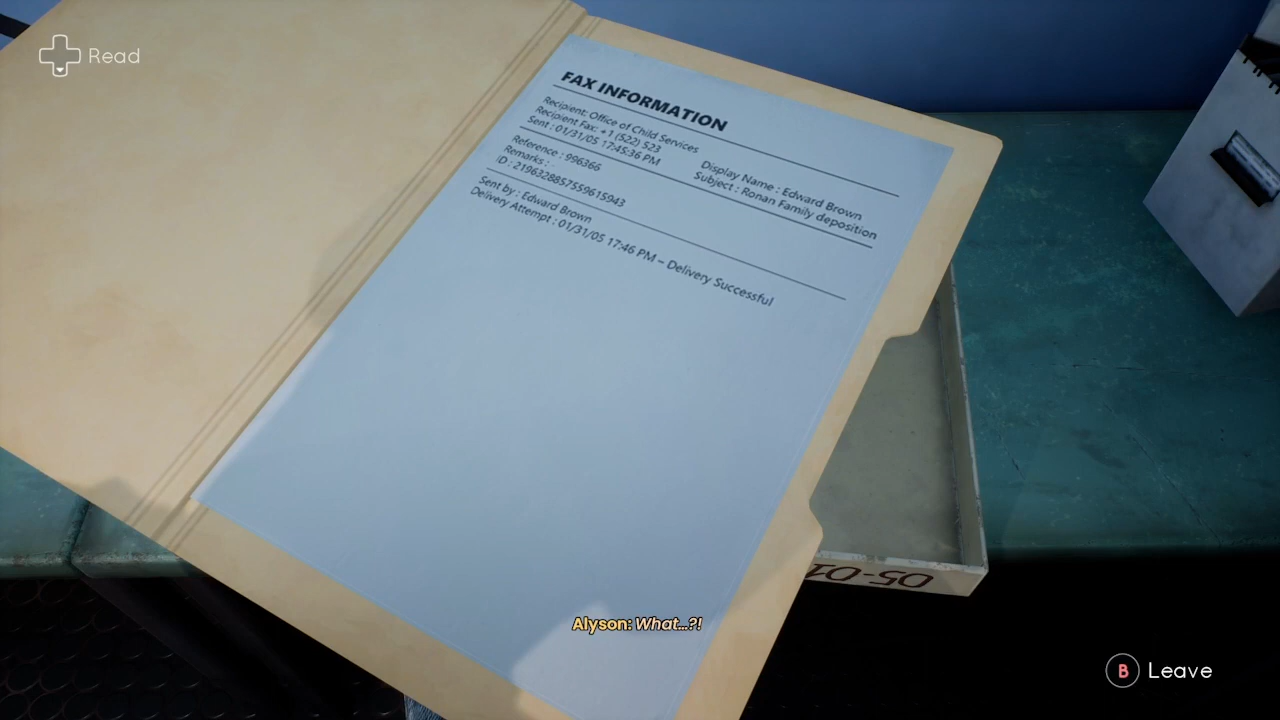 Read
FAX INFORMATION
Recipient: Office of Child Services
Recipient Fax: +1 (522) 523
Sent : 01/31/05 17:45:36 PM
Display Name : Edward Brown
Subject : Ronan Family deposition
Reference : 996366
Remarks : -
ID : 2196328857559615943
Sent by : Edward Brown
Delivery Attempt : 01/31/05 17:46 PM – Delivery Successful
05-01
Alyson: What...?!
B Leave